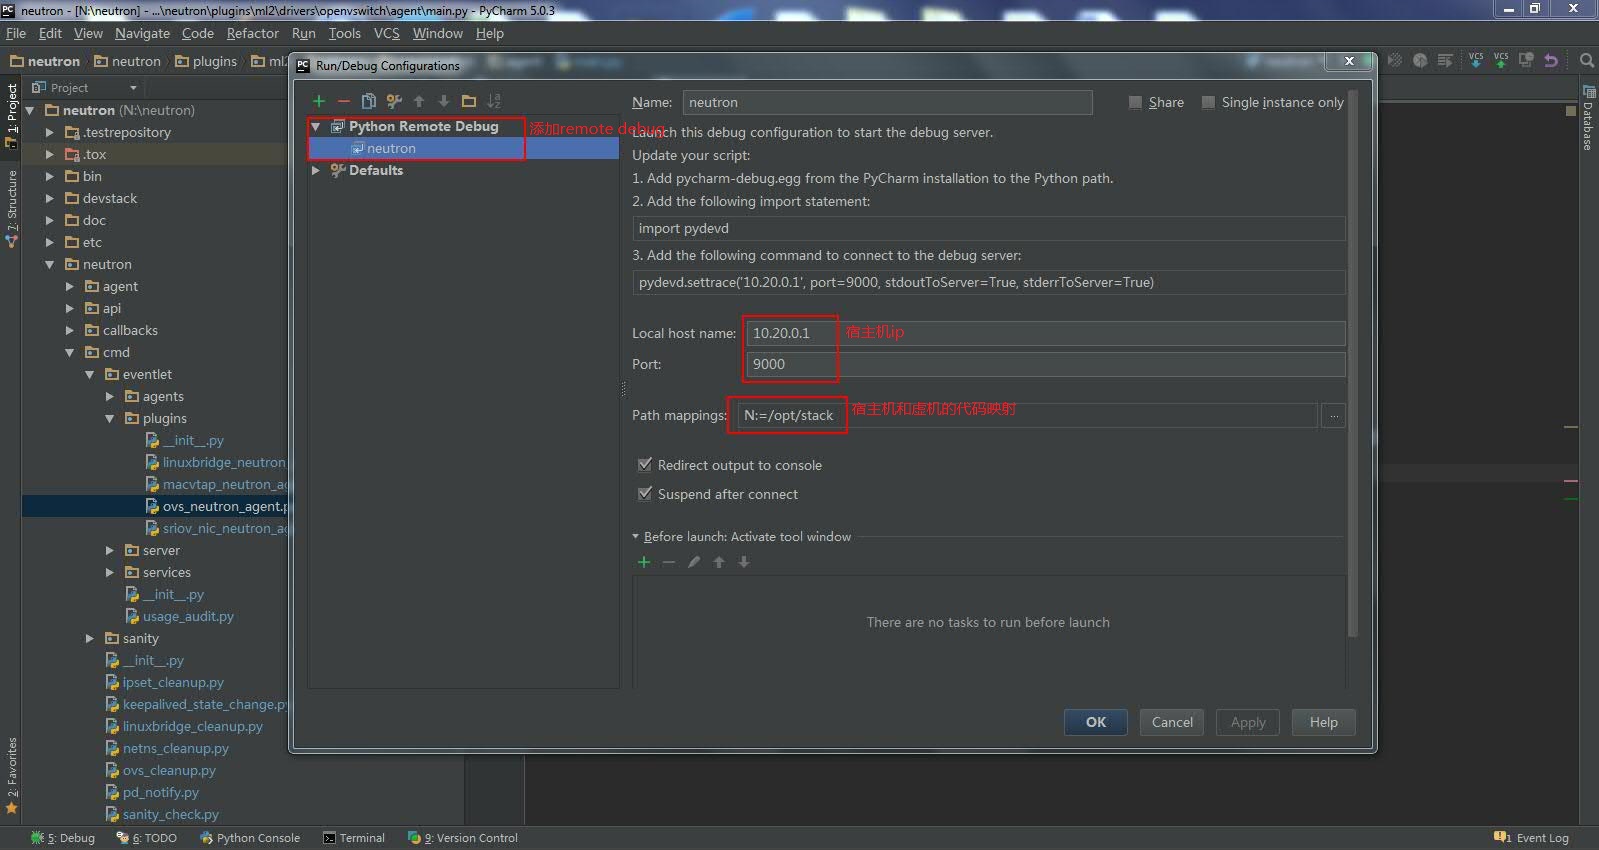 neutron - [N:\neutron] - ...\neutron\plugins\ml2\drivers\openvswitch\agent\main.py - PyCharm 5.0.3
File Edit View Navigate Code Refactor Run Tools VCS Window Help
neutron neutron plugins ml2
Project
1: Project
7: Structure
2: Favorites
Database
neutron (N:\neutron)
.testrepository
.tox
bin
devstack
doc
etc
neutron
agent
api
callbacks
cmd
eventlet
agents
plugins
__init__.py
linuxbridge_neutron_
macvtap_neutron_ag
ovs_neutron_agent.p
sriov_nic_neutron_ag
server
services
__init__.py
usage_audit.py
sanity
__init__.py
ipset_cleanup.py
keepalived_state_change.py
linuxbridge_cleanup.py
netns_cleanup.py
ovs_cleanup.py
pd_notify.py
sanity_check.py
Run/Debug Configurations
Python Remote Debug
添加remote debug
neutron
Defaults
Name: neutron
Share
Single instance only
Launch this debug configuration to start the debug server.
Update your script:
1. Add pycharm-debug.egg from the PyCharm installation to the Python path.
2. Add the following import statement:
import pydevd
3. Add the following command to connect to the debug server:
pydevd.settrace('10.20.0.1', port=9000, stdoutToServer=True, stderrToServer=True)
Local host name: 10.20.0.1 宿主机ip
Port: 9000
Path mappings: N:=/opt/stack 宿主机和虚机的代码映射
...
Redirect output to console
Suspend after connect
Before launch: Activate tool window
There are no tasks to run before launch
OK Cancel Apply Help
VCS VCS
5: Debug 6: TODO Python Console Terminal 9: Version Control
1 Event Log